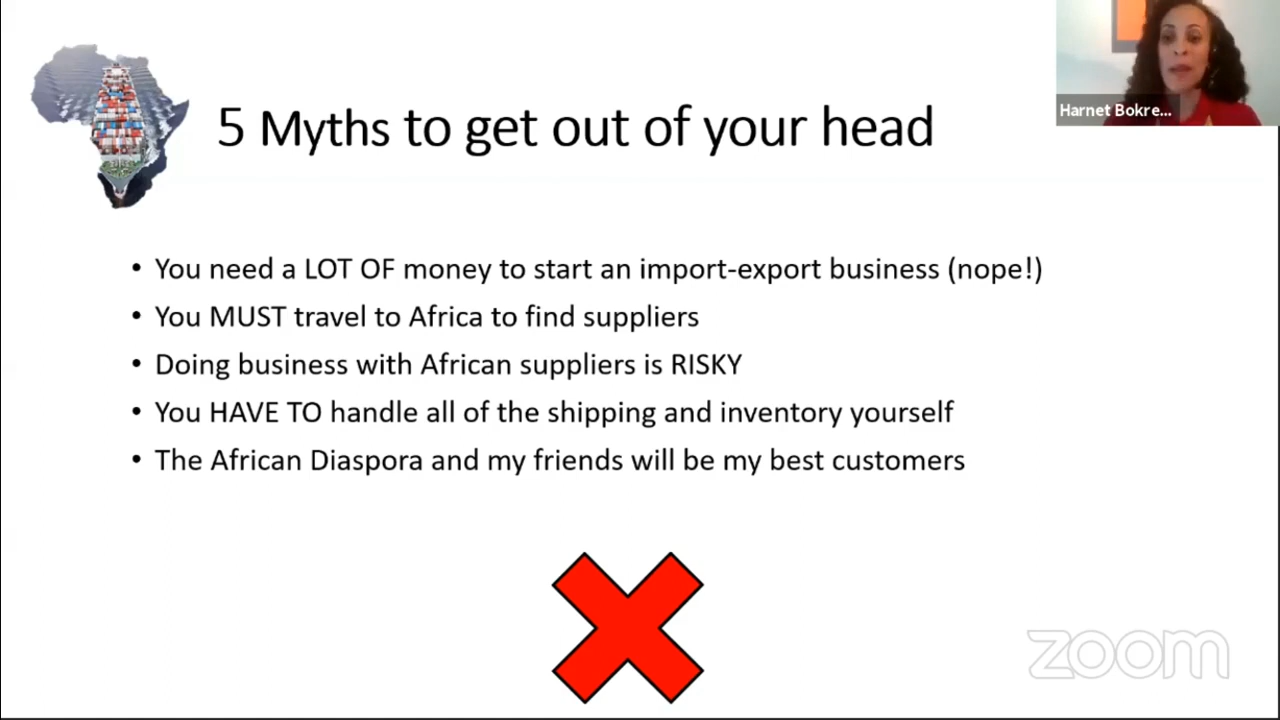 5 Myths to get out of your head
Harnet Bokre...
• You need a LOT OF money to start an import-export business (nope!)
• You MUST travel to Africa to find suppliers
• Doing business with African suppliers is RISKY
• You HAVE TO handle all of the shipping and inventory yourself
• The African Diaspora and my friends will be my best customers
zoom